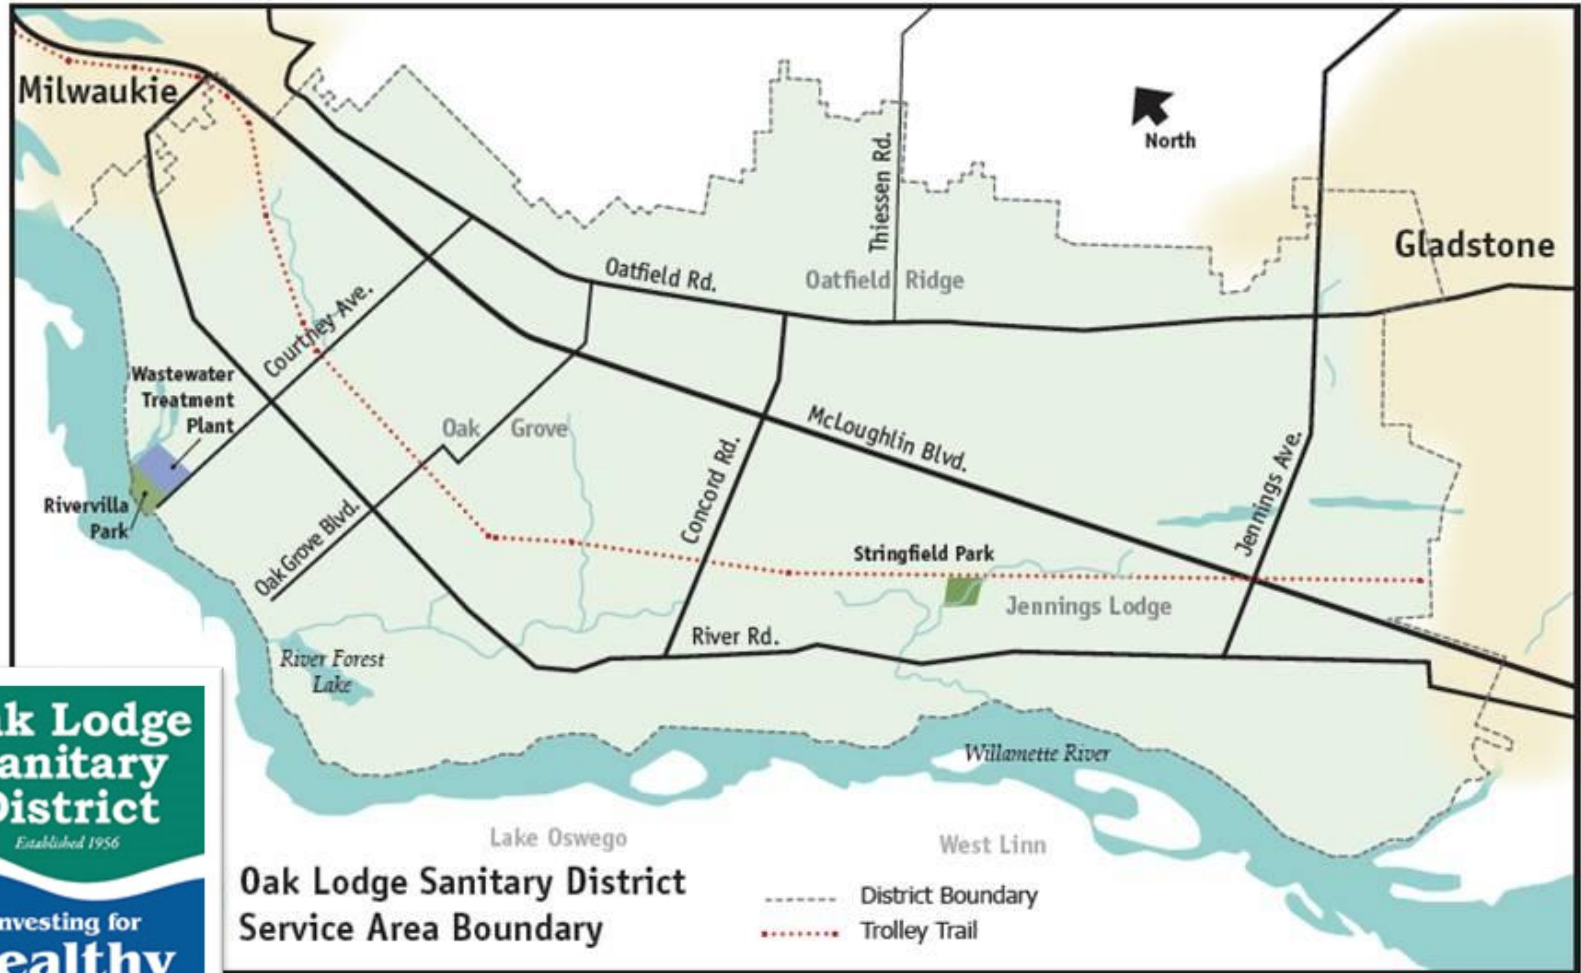 Milwaukie
North
Thiessen Rd.
Gladstone
Oatfield Rd.
Oatfield Ridge
Courtney Ave.
Wastewater
Treatment
Plant
Oak Grove
McLoughlin Blvd.
Concord Rd.
Jennings Ave.
Rivervilla
Park
Oak Grove Blvd.
Stringfield Park
Jennings Lodge
River Rd.
River Forest
Lake
Willamette River
Lake Oswego
West Linn
Oak Lodge Sanitary District
Service Area Boundary
District Boundary
Trolley Trail
k Lodge
anitary
District
Established 1956
nvesting for
ealthy